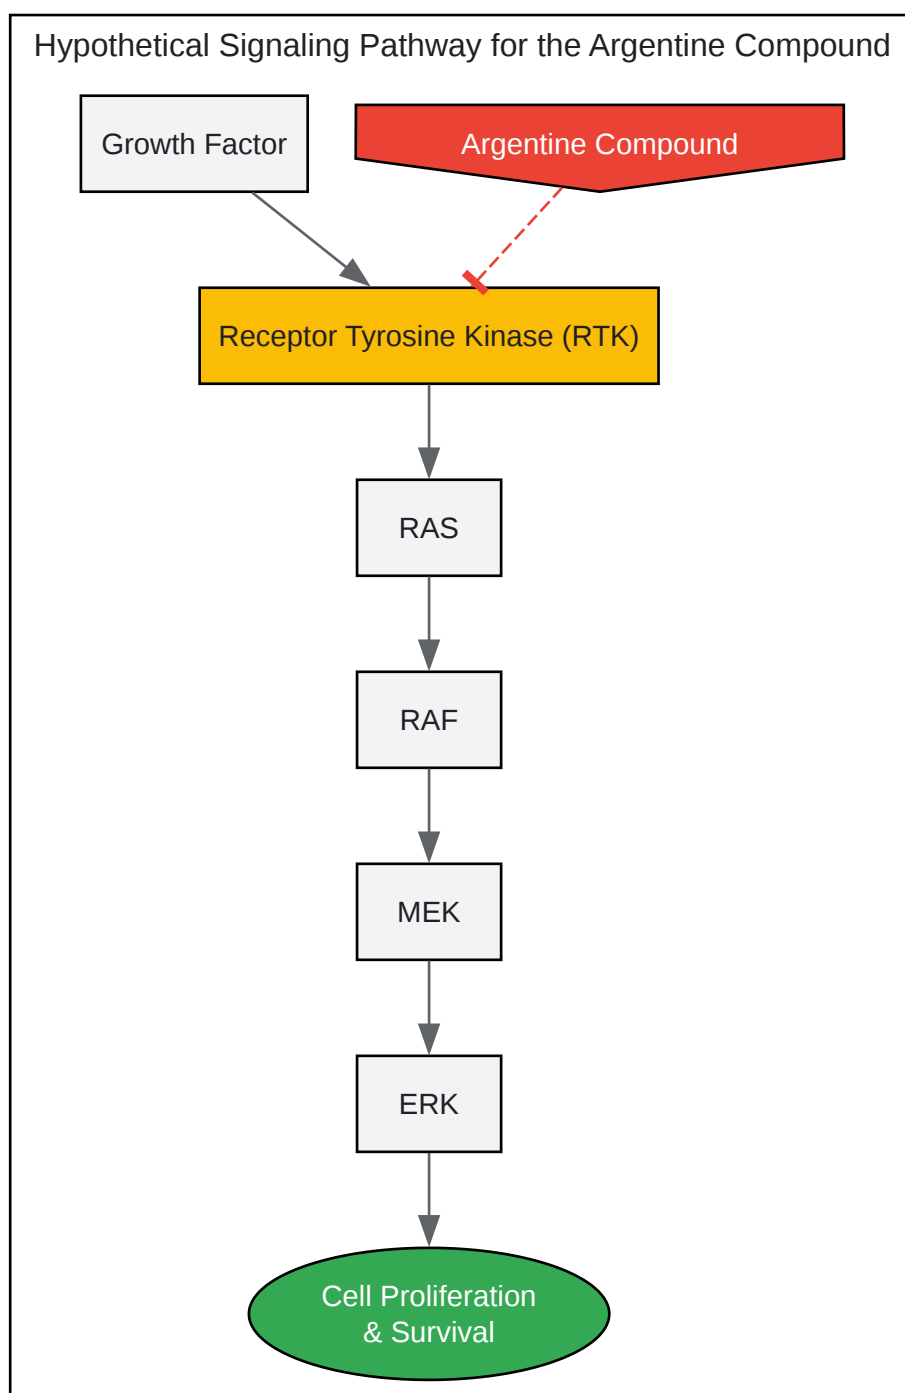 Hypothetical Signaling Pathway for the Argentine Compound
Growth Factor
Argentine Compound
Receptor Tyrosine Kinase (RTK)
RAS
RAF
MEK
ERK
Cell Proliferation
& Survival